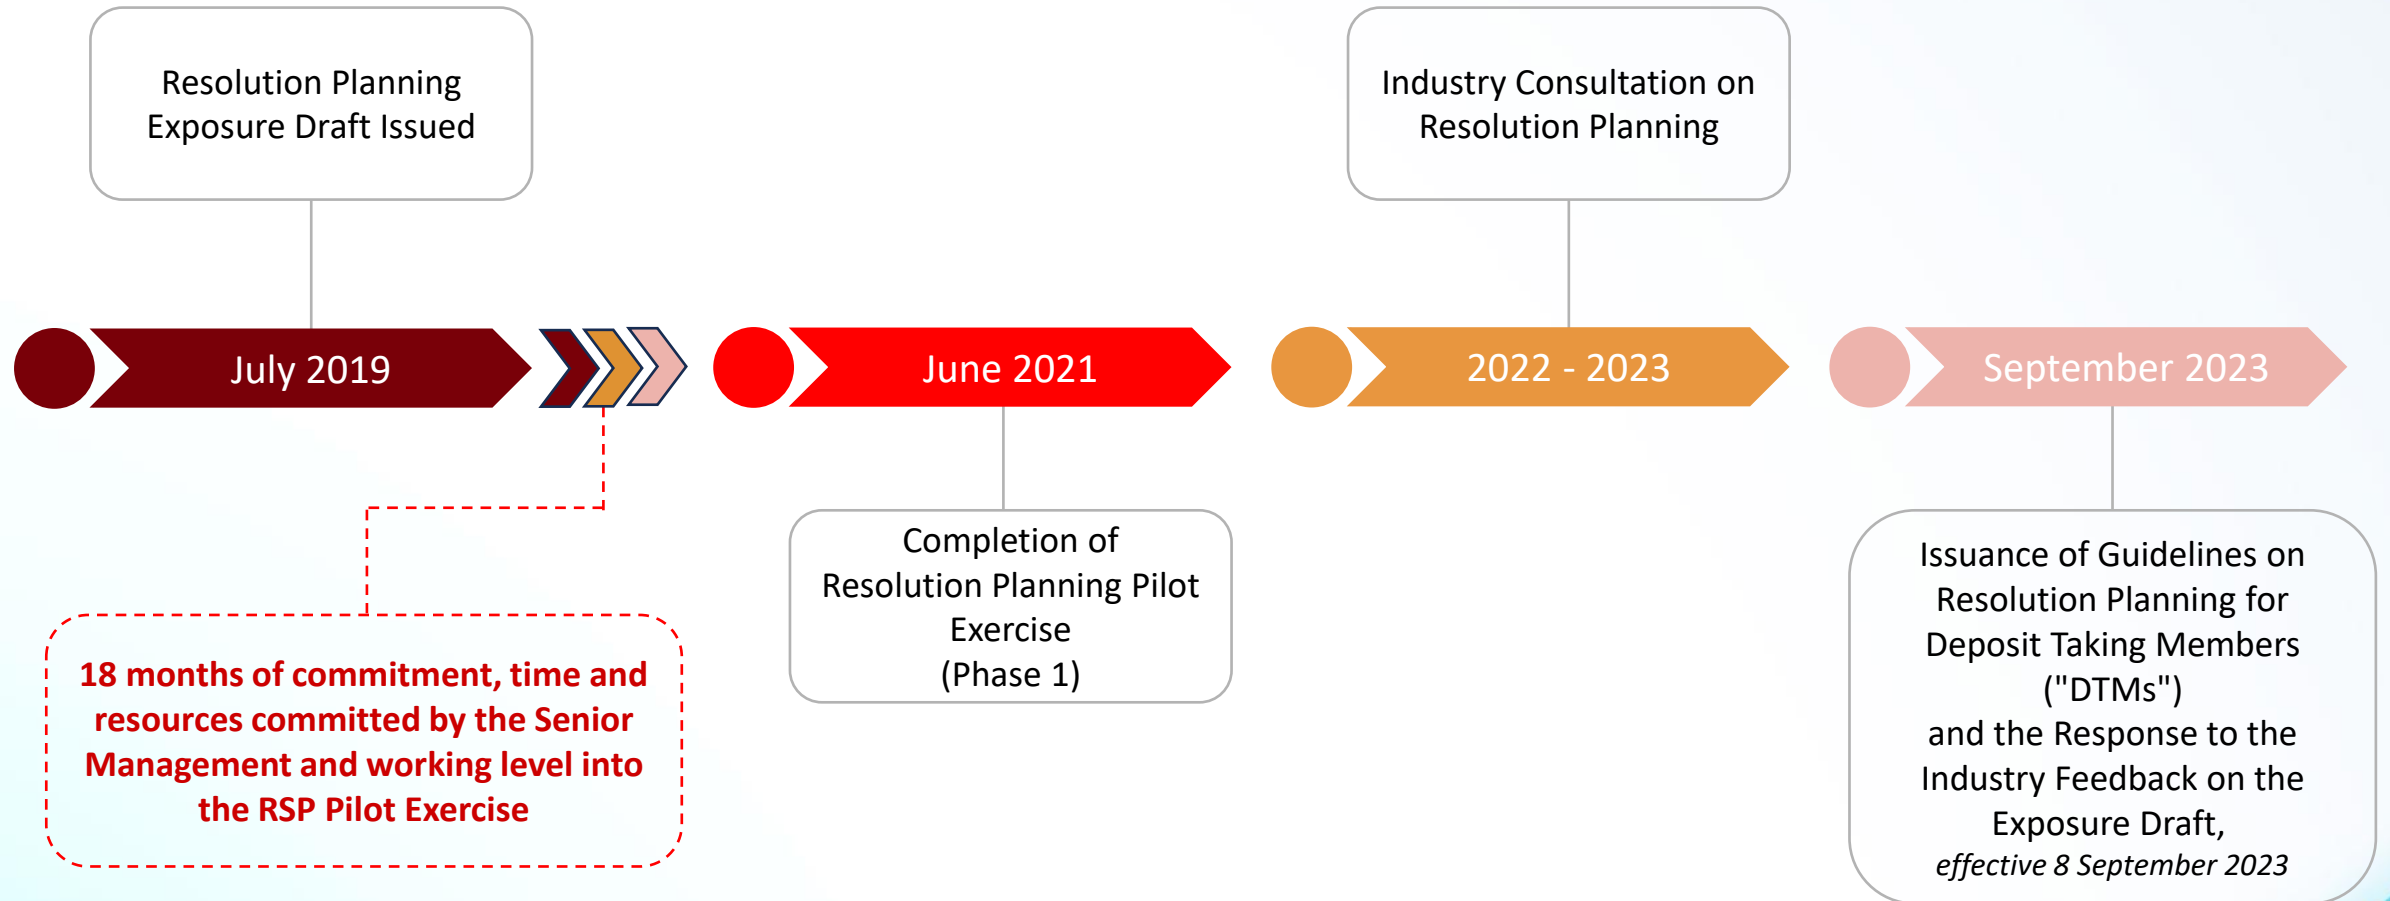 Resolution Planning
Exposure Draft Issued
Industry Consultation on
Resolution Planning
July 2019
June 2021
2022 - 2023
September 2023
18 months of commitment, time and
resources committed by the Senior
Management and working level into
the RSP Pilot Exercise
Completion of
Resolution Planning Pilot
Exercise
(Phase 1)
Issuance of Guidelines on
Resolution Planning for
Deposit Taking Members
("DTMs")
and the Response to the
Industry Feedback on the
Exposure Draft,
effective 8 September 2023